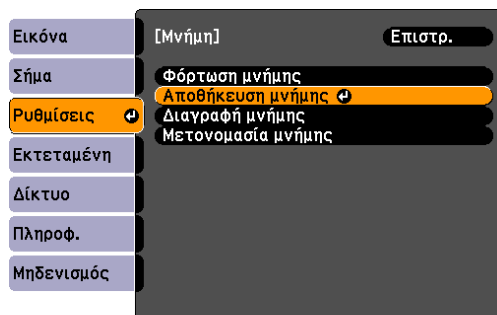 Εικόνα
Σήμα
Ρυθμίσεις
Εκτεταμένη
Δίκτυο
Πληροφ.
Μηδενισμός
[Μνήμη] Επιστρ.
Φόρτωση μνήμης
Αποθήκευση μνήμης
Διαγραφή μνήμης
Μετονομασία μνήμης